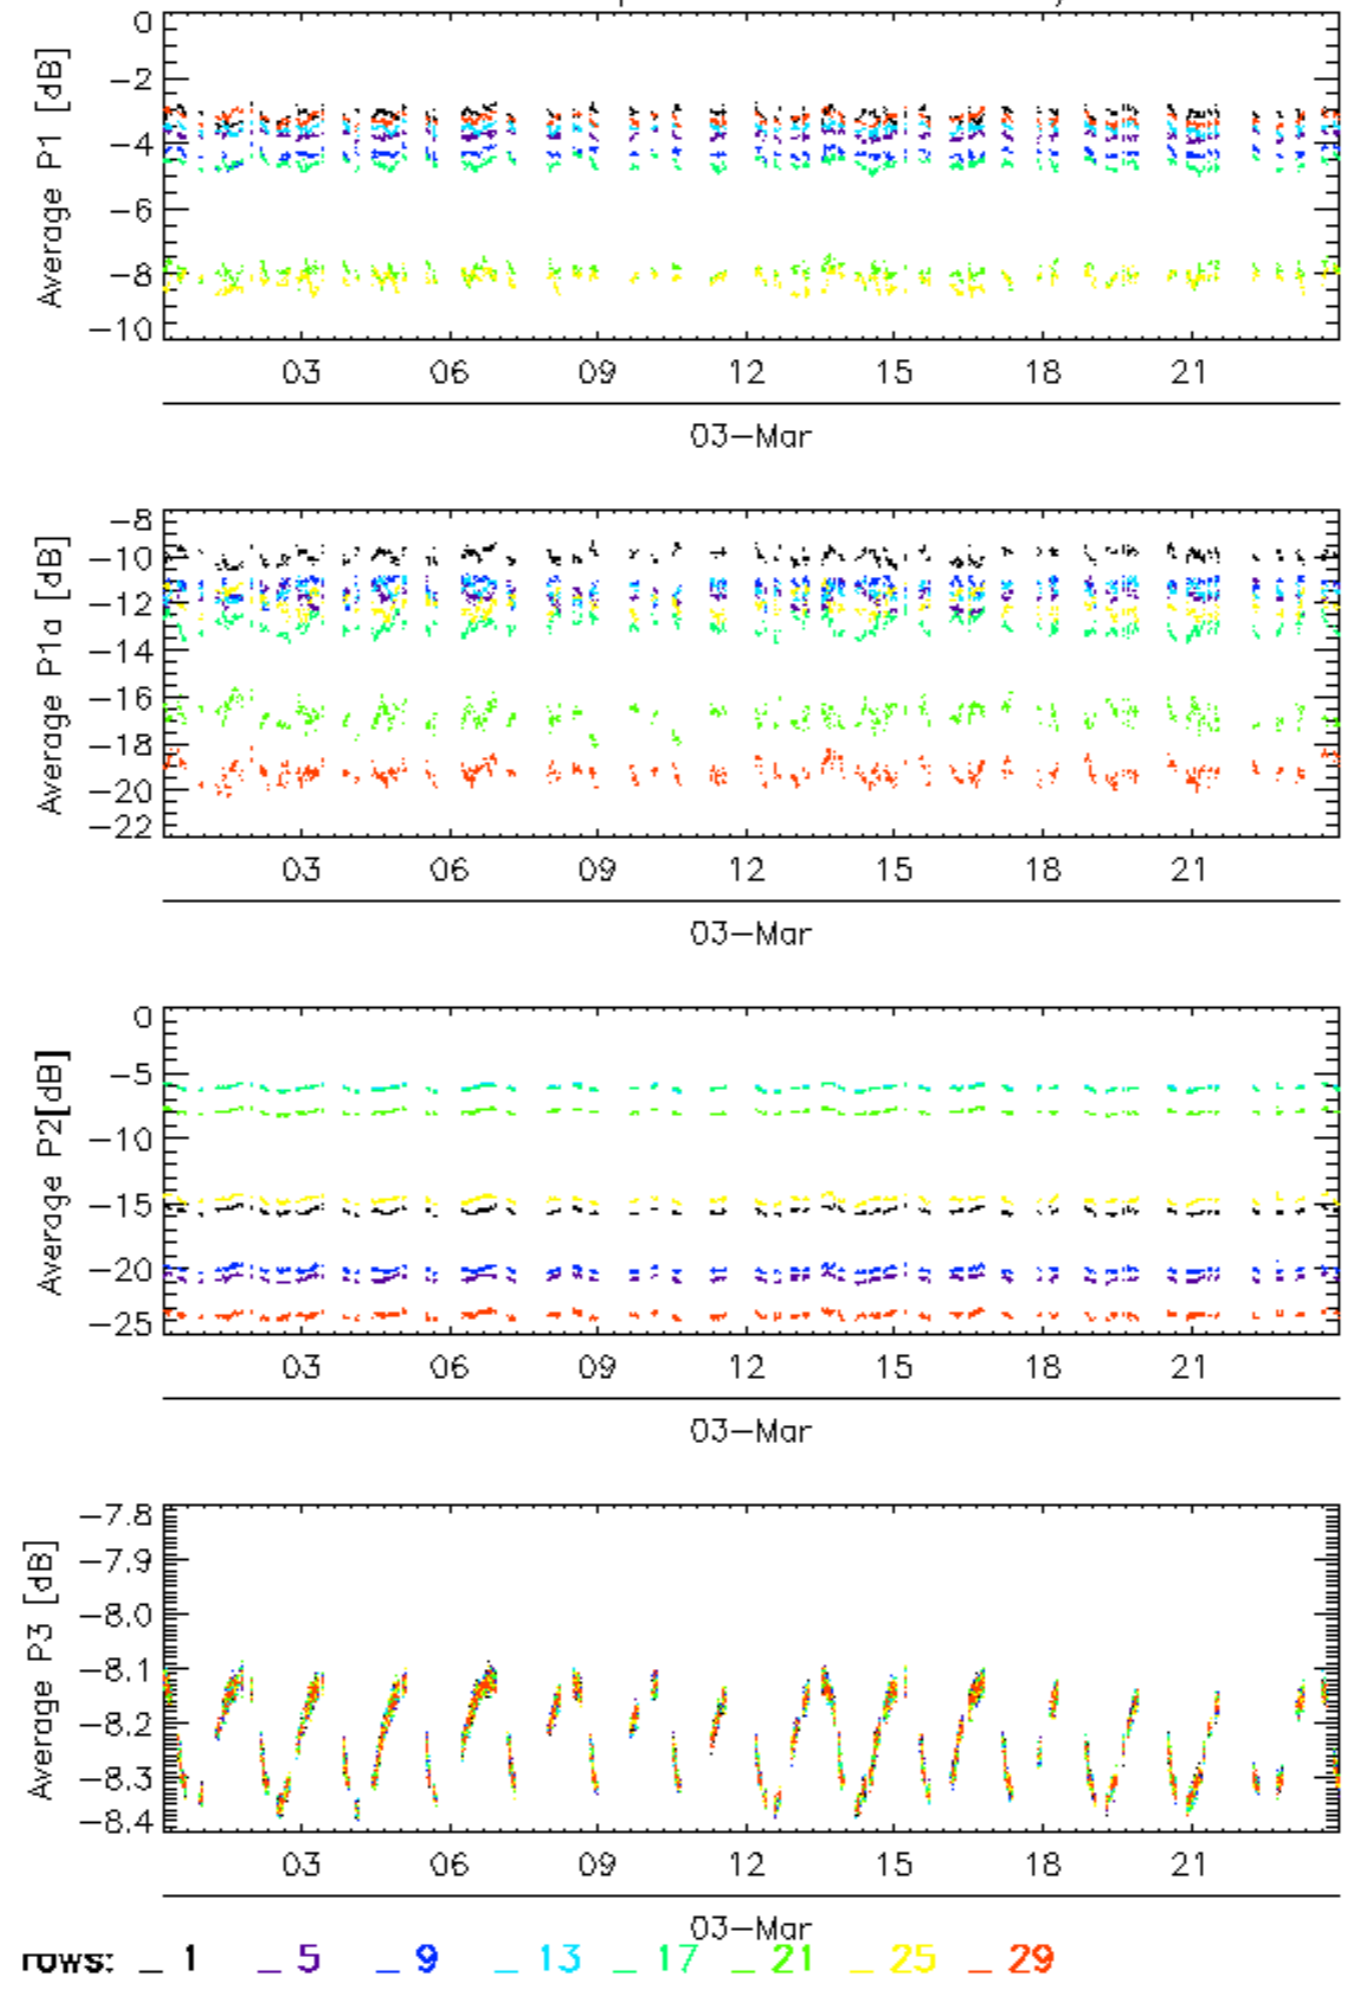 0
−2
−4
−6
−8
−10
Average P1 [dB]
03 06 09 12 15 18 21
03−Mar
−8
−10
−12
−14
−16
−18
−20
−22
Average P1a [dB]
03 06 09 12 15 18 21
03−Mar
0
−5
−10
−15
−20
−25
Average P2[dB]
03 06 09 12 15 18 21
03−Mar
−7.8
−7.9
−8.0
−8.1
−8.2
−8.3
−8.4
Average P3 [dB]
03 06 09 12 15 18 21
03−Mar
rows: _ 1 _ 5 _ 9 _ 13 _ 17 _ 21 _ 25 _ 29